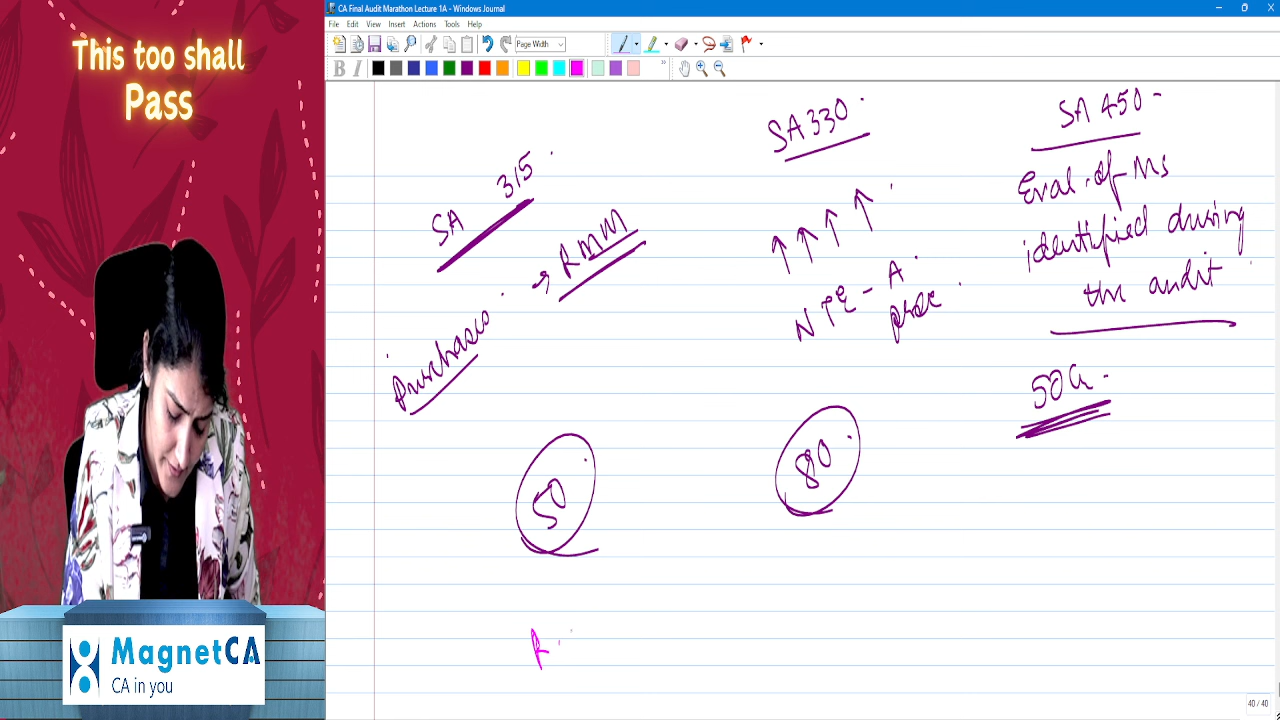 CA Final Audit Marathon Lecture 1A - Windows Journal
File Edit View Insert Actions Tools Help
Page Width
B I
This too shall
Pass
SA 315
→ RMM
Purchases
50
SA 330
↑ ↑ ↑ ↑
NTE - A
80
SA 450
Eval. of Ms
identified during
the audit
50
R
MagnetCA
CA in you
40 / 40